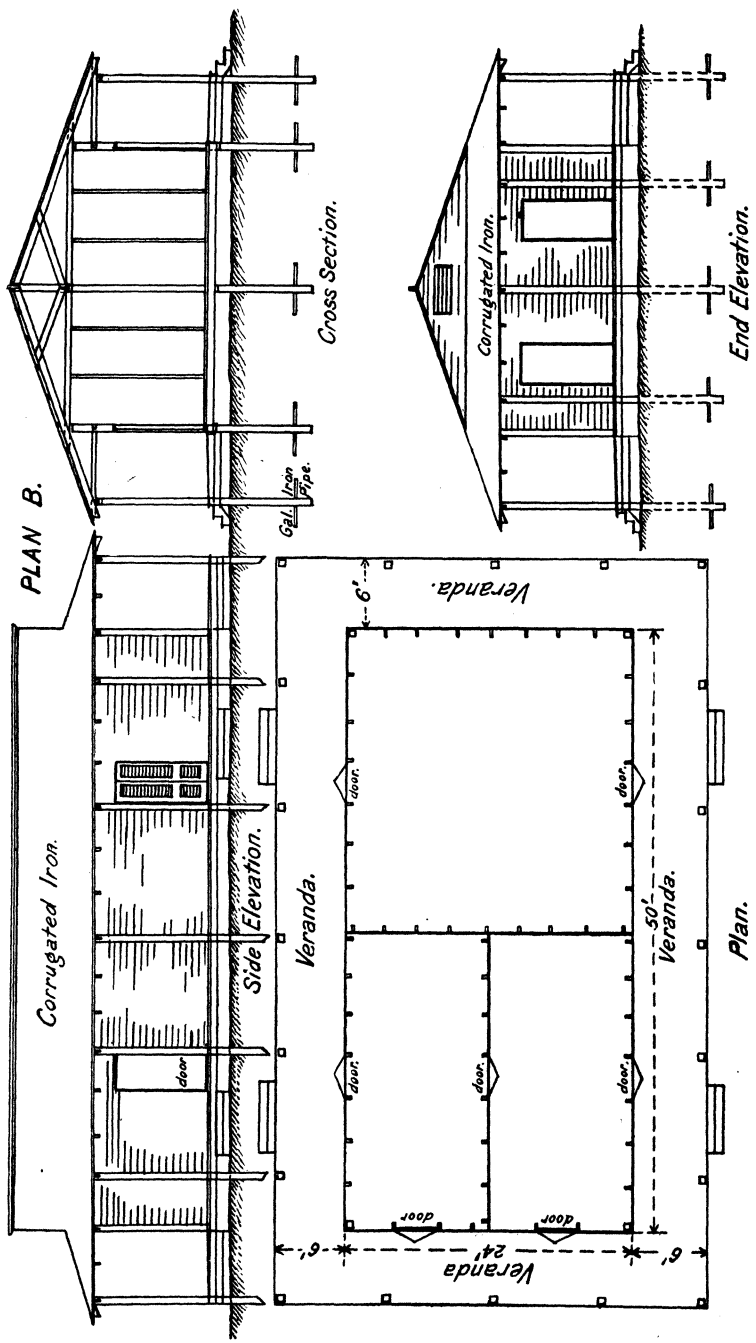 PLAN B.
Corrugated Iron.
door
Side Elevation.
Gal. Iron
Pipe.
Cross Section.
Corrugated Iron.
End Elevation.
Veranda.
6'
Veranda.
door.
door.
door.
door.
door.
door
door
50'
Veranda.
6'
24'
6'
Veranda
Plan.